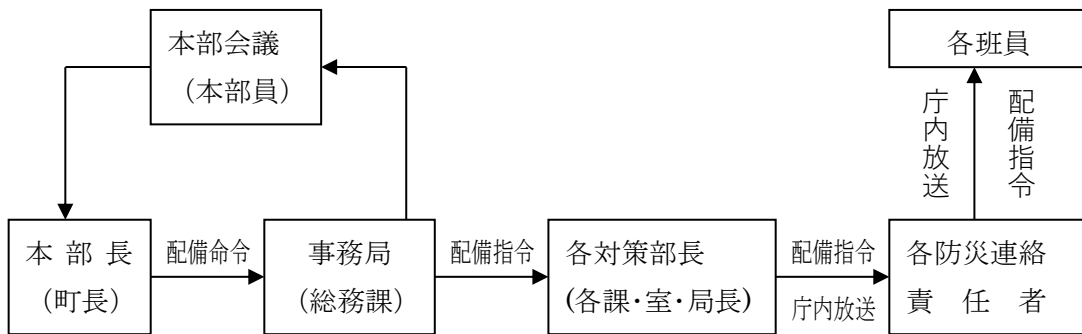 本部会議
（本部員）
各班員
庁内放送
配備指令
本 部 長
（町長）
配備命令
事務局
（総務課）
配備指令
各対策部長
(各課・室・局長)
配備指令
庁内放送
各防災連絡
責 任 者